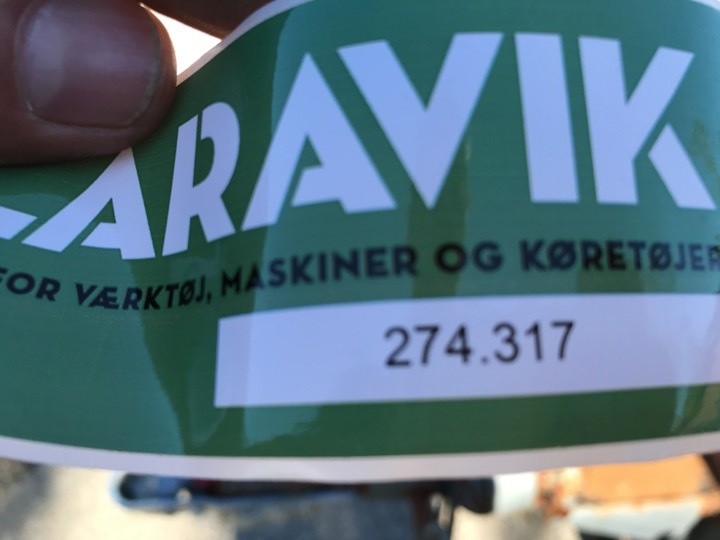 ARAVIK
FOR VÆRKTØJ, MASKINER OG KØRETØJER
274.317